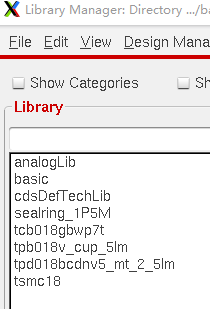 Library Manager: Directory .../ba
File Edit View Design Mana
Show Categories Sh
Library
analogLib
basic
cdsDefTechLib
sealring_1P5M
tcb018gbwp7t
tpb018v_cup_5lm
tpd018bcdnv5_mt_2_5lm
tsmc18